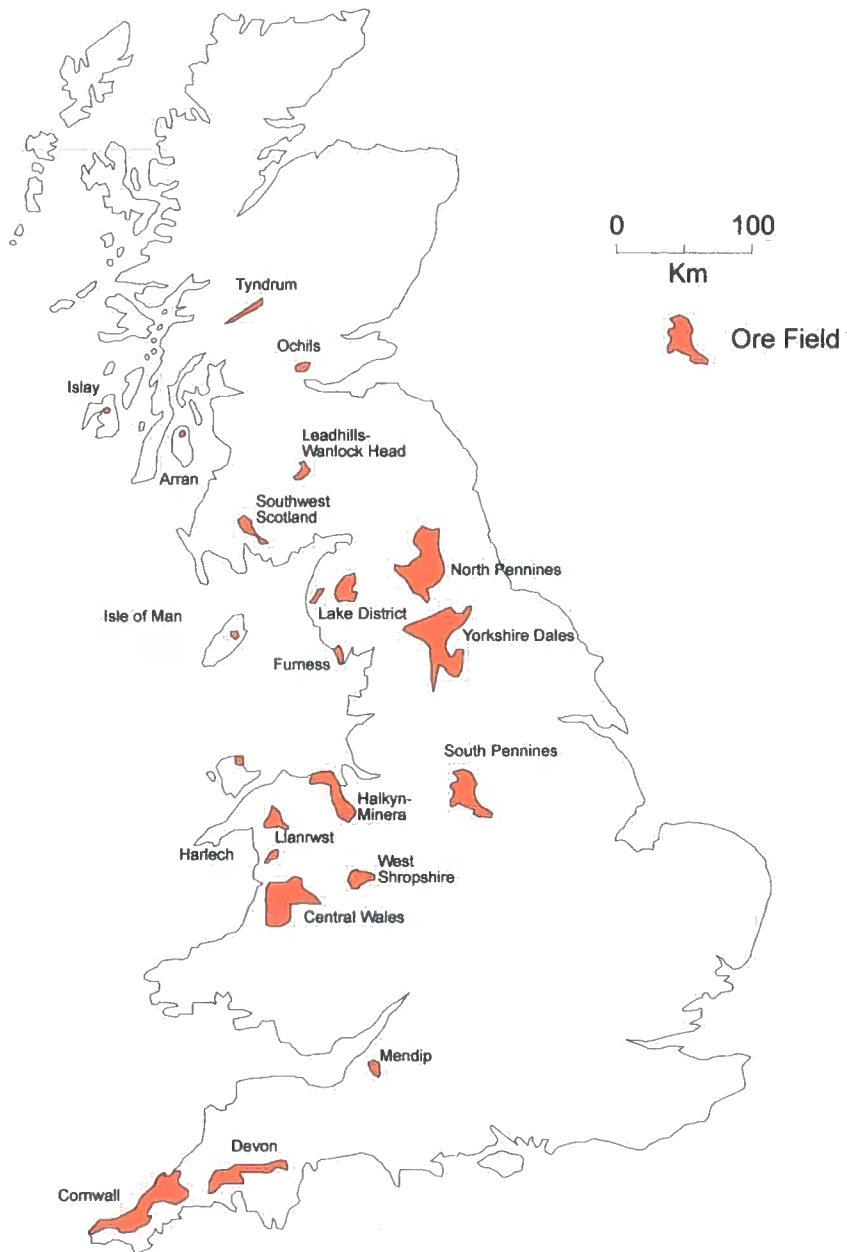 0 100
Km
Ore Field
Tyndrum
Ochils
Islay
Leadhills-
Wanlock Head
Arran
Southwest
Scotland
North Pennines
Isle of Man
Lake District
Yorkshire Dales
Furness
South Pennines
Halkyn-
Minera
Llanrwst
Harlech
West
Shropshire
Central Wales
Mendip
Devon
Cornwall